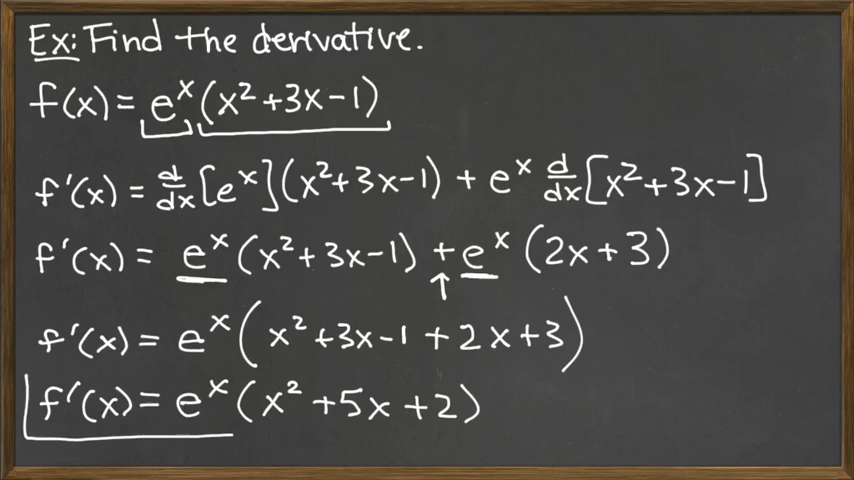 Ex: Find the derivative.
f(x) = e^x (x² + 3x - 1)
f'(x) = d/dx [e^x] (x² + 3x - 1) + e^x d/dx [x² + 3x - 1]
f'(x) = e^x (x² + 3x - 1) + e^x (2x + 3)
f'(x) = e^x (x² + 3x - 1 + 2x + 3)
f'(x) = e^x (x² + 5x + 2)